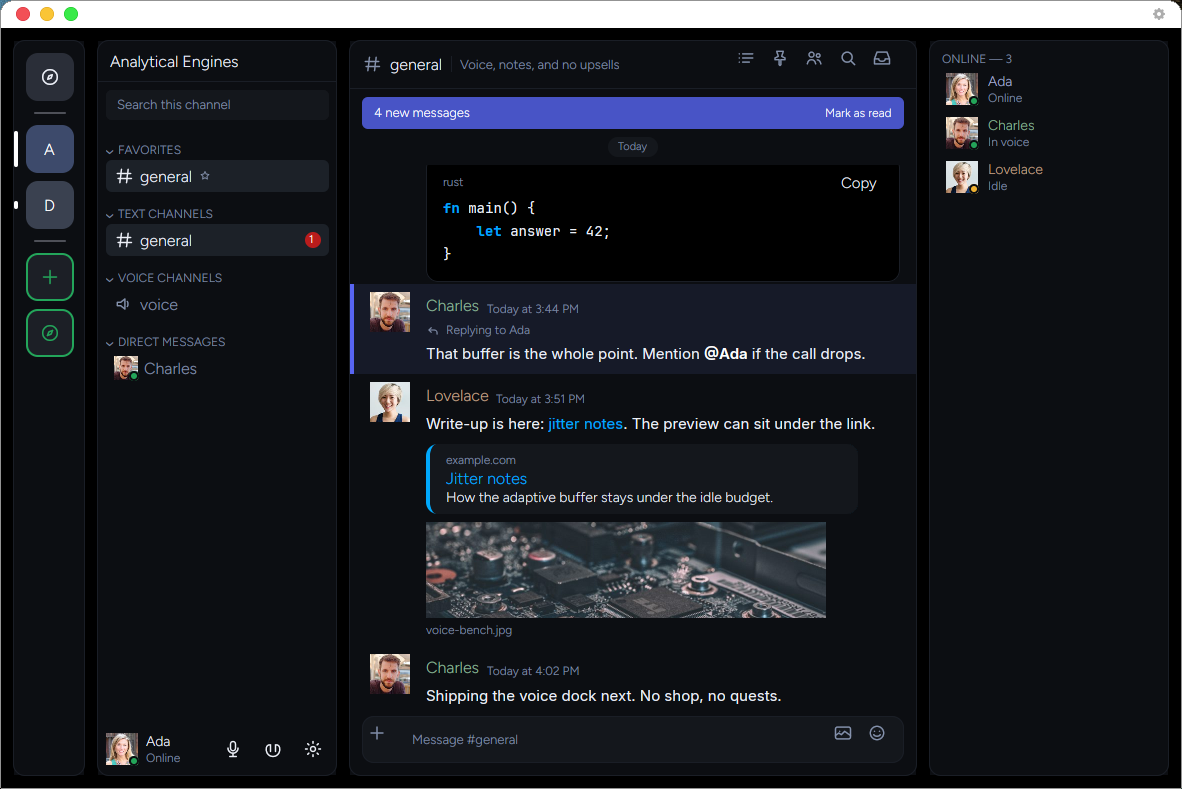 A
D
Analytical Engines
Search this channel
FAVORITES
# general
TEXT CHANNELS
# general 1
VOICE CHANNELS
voice
DIRECT MESSAGES
Charles
Ada
Online
# general Voice, notes, and no upsells
4 new messages Mark as read
Today
rust Copy
fn main() {
    let answer = 42;
}
Charles Today at 3:44 PM
Replying to Ada
That buffer is the whole point. Mention @Ada if the call drops.
Lovelace Today at 3:51 PM
Write-up is here: jitter notes. The preview can sit under the link.
example.com
Jitter notes
How the adaptive buffer stays under the idle budget.
voice-bench.jpg
Charles Today at 4:02 PM
Shipping the voice dock next. No shop, no quests.
Message #general
ONLINE — 3
Ada
Online
Charles
In voice
Lovelace
Idle